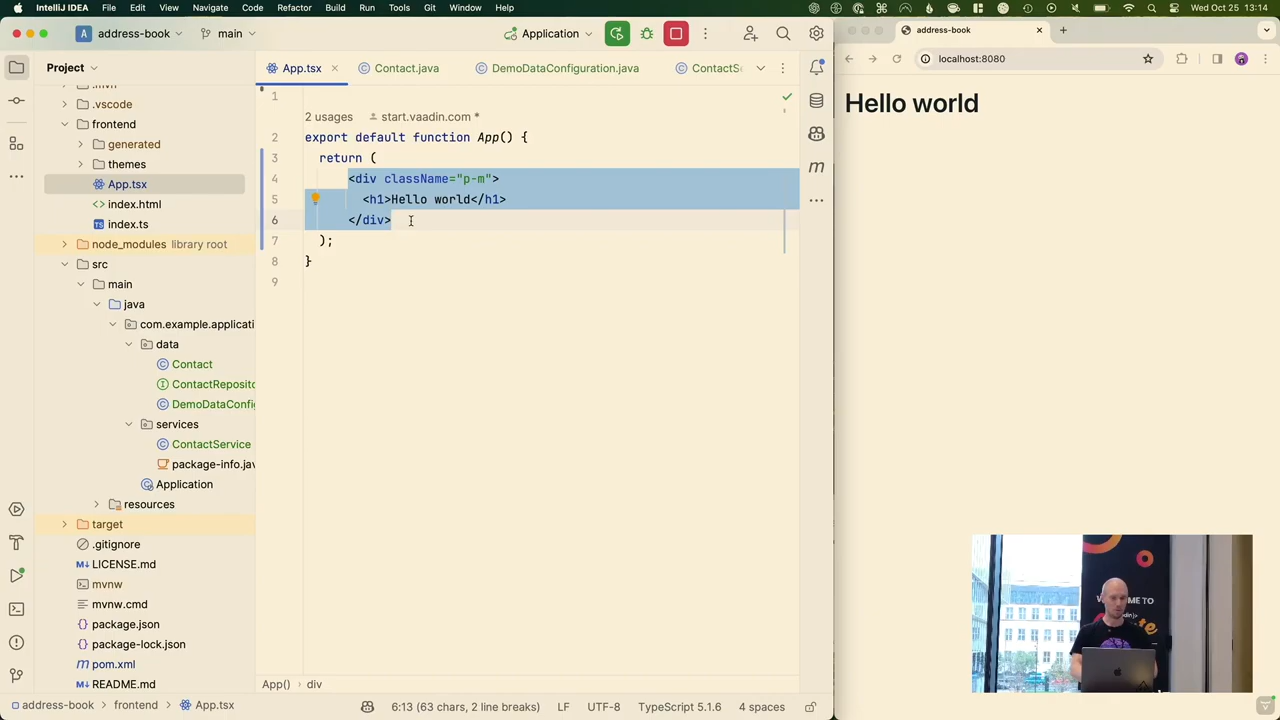 IntelliJ IDEA File Edit View Navigate Code Refactor Build Run Tools Git Window Help
Wed Oct 25 13:14
A address-book main Application
address-book
localhost:8080
Project
App.tsx Contact.java DemoDataConfiguration.java ContactSe
.mvn
.vscode
frontend
generated
themes
App.tsx
index.html
index.ts
node_modules library root
src
main
java
com.example.applicati
data
Contact
ContactReposito
DemoDataConfig
services
ContactService
package-info.jav
Application
resources
target
.gitignore
LICENSE.md
mvnw
mvnw.cmd
package.json
package-lock.json
pom.xml
README.md
1
2 usages start.vaadin.com *
2 export default function App() {
3 return (
4 <div className="p-m">
5 <h1>Hello world</h1>
6 </div>
7 );
8 }
9
App() div
address-book frontend App.tsx
6:13 (63 chars, 2 line breaks) LF UTF-8 TypeScript 5.1.6 4 spaces
Hello world